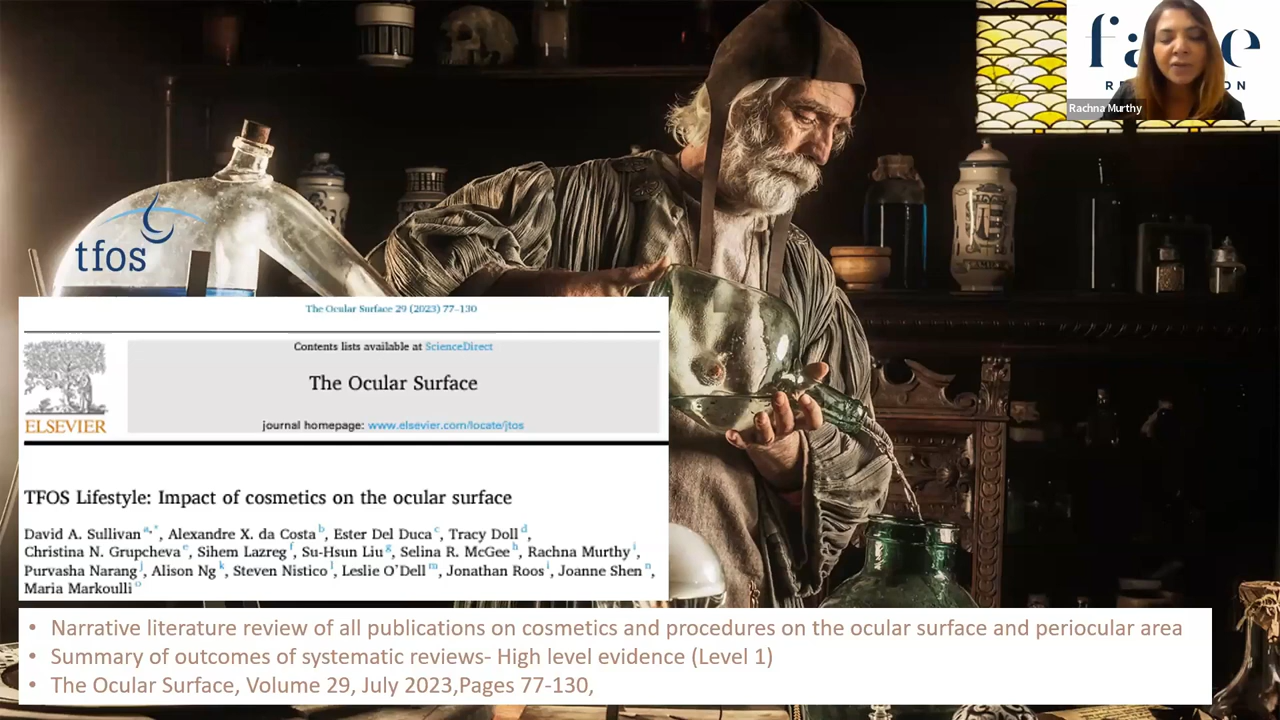 Rachna Murthy
tfos
The Ocular Surface 29 (2023) 77–130
Contents lists available at ScienceDirect
The Ocular Surface
ELSEVIER
journal homepage: www.elsevier.com/locate/jtos
TFOS Lifestyle: Impact of cosmetics on the ocular surface
David A. Sullivan a,*, Alexandre X. da Costa b, Ester Del Duca c, Tracy Doll d,
Christina N. Grupcheva e, Sihem Lazreg f, Su-Hsun Liu g, Selina R. McGee h, Rachna Murthy i,
Purvasha Narang j, Alison Ng k, Steven Nistico l, Leslie O'Dell m, Jonathan Roos i, Joanne Shen n,
Maria Markoulli o
• Narrative literature review of all publications on cosmetics and procedures on the ocular surface and periocular area
• Summary of outcomes of systematic reviews- High level evidence (Level 1)
• The Ocular Surface, Volume 29, July 2023,Pages 77-130,